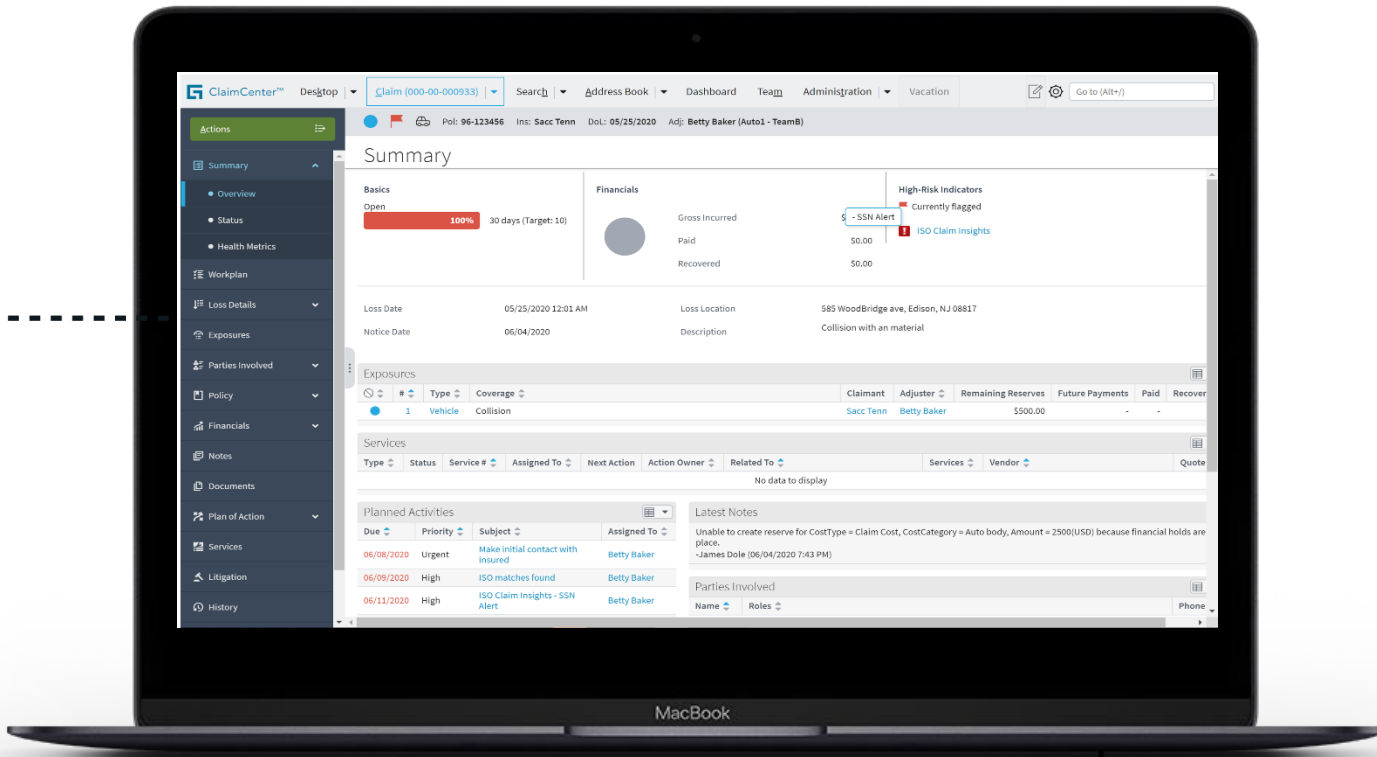 ClaimCenter™ Desktop Claim (000-00-000933) Search Address Book Dashboard Team Administration Vacation Go to (Alt+/)
Actions
Pol: 96-123456 Ins: Sacc Tenn DoL: 05/25/2020 Adj: Betty Baker (Auto1 - TeamB)
Summary
Overview
Status
Health Metrics
Workplan
Loss Details
Exposures
Parties Involved
Policy
Financials
Notes
Documents
Plan of Action
Services
Litigation
History
Summary
Basics
Open
100% 30 days (Target: 10)
Financials
Gross Incurred $
Paid $0.00
Recovered $0.00
High-Risk Indicators
Currently flagged
- SSN Alert
ISO Claim Insights
Loss Date 05/25/2020 12:01 AM Loss Location 585 WoodBridge ave, Edison, NJ 08817
Notice Date 06/04/2020 Description Collision with an material
Exposures
# Type Coverage Claimant Adjuster Remaining Reserves Future Payments Paid Recover
1 Vehicle Collision Sacc Tenn Betty Baker $500.00 - -
Services
Type Status Service # Assigned To Next Action Action Owner Related To Services Vendor Quote
No data to display
Planned Activities
Due Priority Subject Assigned To
06/08/2020 Urgent Make initial contact with insured Betty Baker
06/09/2020 High ISO matches found Betty Baker
06/11/2020 High ISO Claim Insights - SSN Alert Betty Baker
Latest Notes
Unable to create reserve for CostType = Claim Cost, CostCategory = Auto body, Amount = 2500(USD) because financial holds are
place.
-James Dole (06/04/2020 7:43 PM)
Parties Involved
Name Roles Phone
MacBook